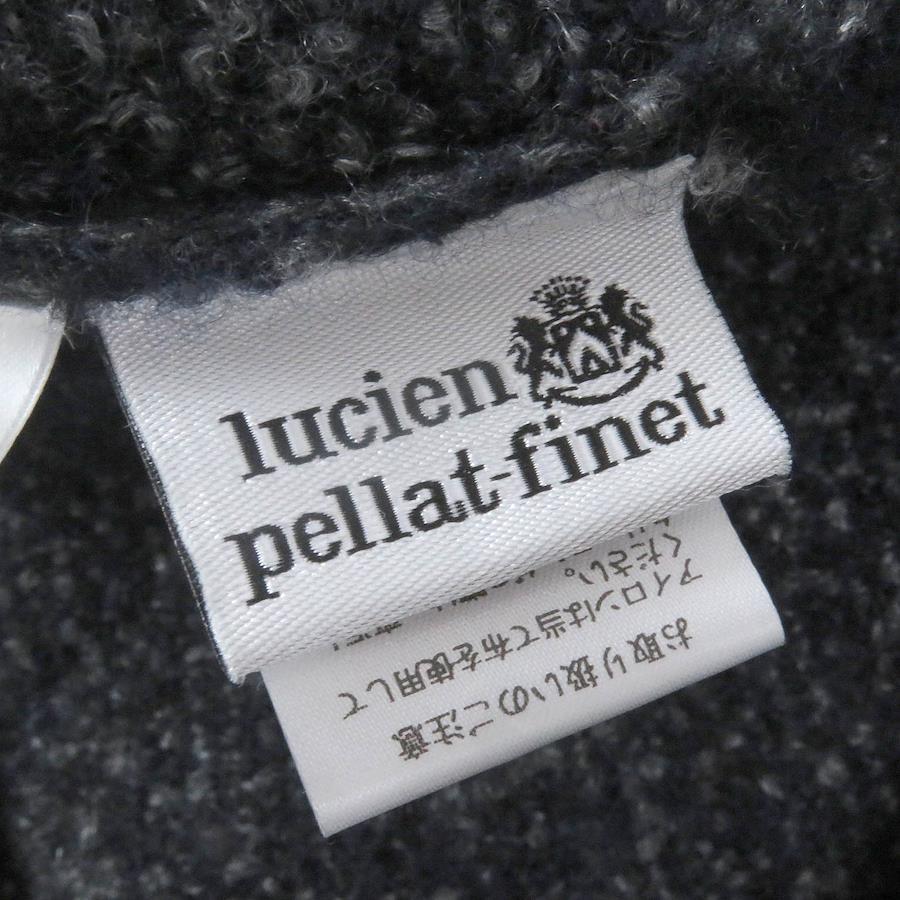 lucien
pellat-finet
お取り扱いのご注意
アイロンは当て布を使用して
ください。